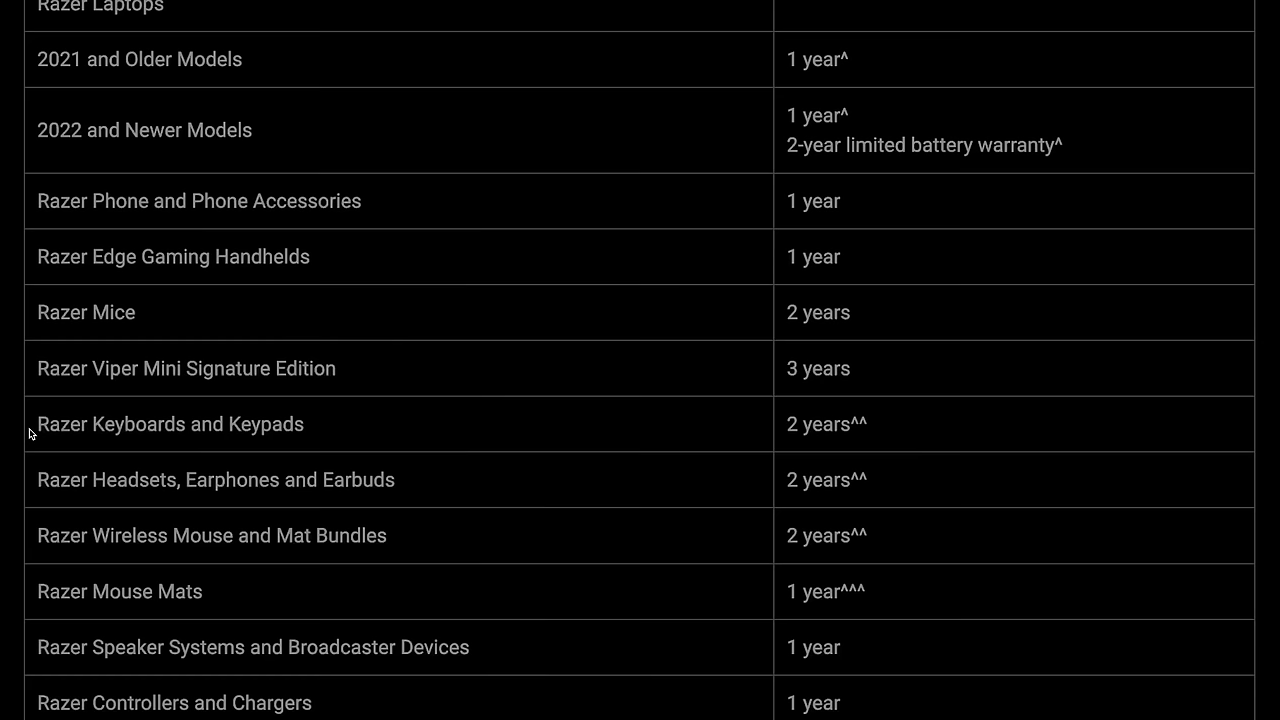 Razer Laptops
2021 and Older Models
1 year^
2022 and Newer Models
1 year^
2-year limited battery warranty^
Razer Phone and Phone Accessories
1 year
Razer Edge Gaming Handhelds
1 year
Razer Mice
2 years
Razer Viper Mini Signature Edition
3 years
Razer Keyboards and Keypads
2 years^^
Razer Headsets, Earphones and Earbuds
2 years^^
Razer Wireless Mouse and Mat Bundles
2 years^^
Razer Mouse Mats
1 year^^^
Razer Speaker Systems and Broadcaster Devices
1 year
Razer Controllers and Chargers
1 year